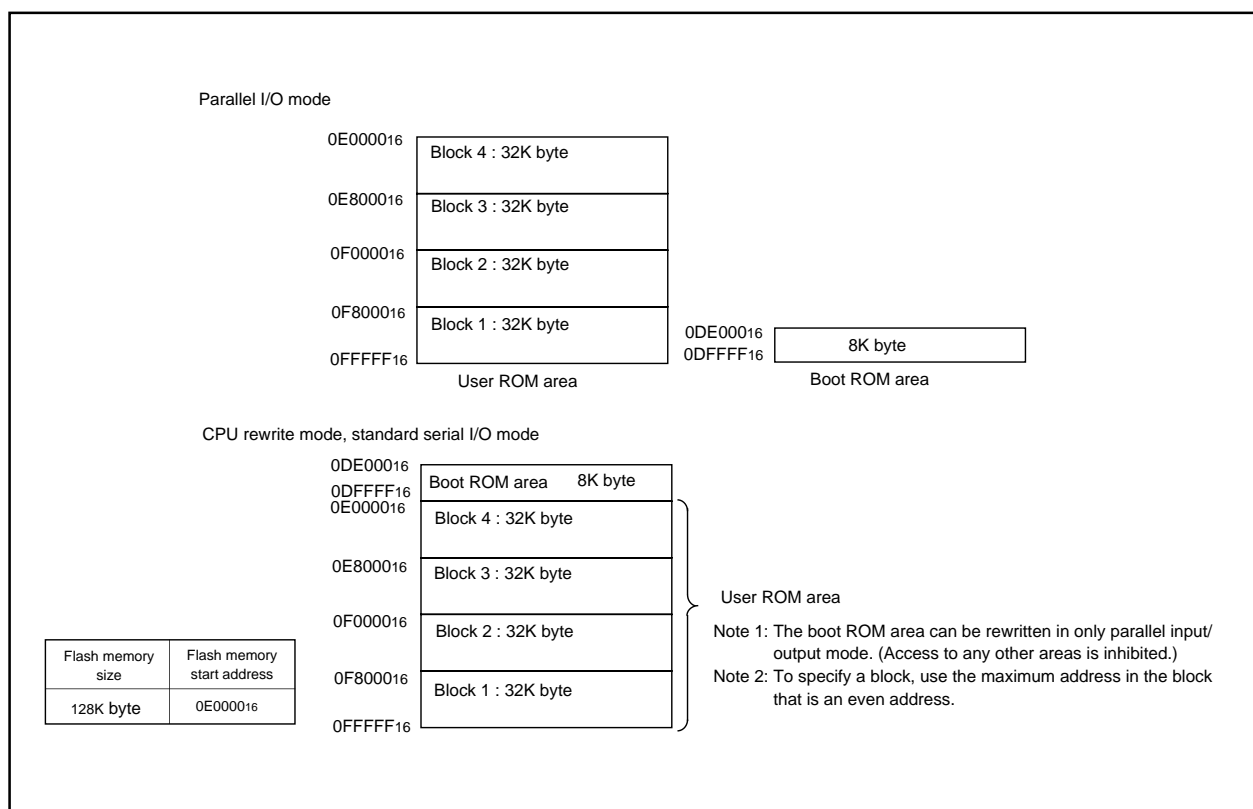 Parallel I/O mode
0E000016
Block 4 : 32K byte
0E800016
Block 3 : 32K byte
0F000016
Block 2 : 32K byte
0F800016
Block 1 : 32K byte
0FFFFF16
User ROM area
0DE00016
0DFFFF16
8K byte
Boot ROM area
CPU rewrite mode, standard serial I/O mode
0DE00016
0DFFFF16
Boot ROM area 8K byte
0E000016
Block 4 : 32K byte
0E800016
Block 3 : 32K byte
0F000016
Block 2 : 32K byte
0F800016
Block 1 : 32K byte
0FFFFF16
User ROM area
Note 1: The boot ROM area can be rewritten in only parallel input/
output mode. (Access to any other areas is inhibited.)
Note 2: To specify a block, use the maximum address in the block
that is an even address.
Flash memory
size
Flash memory
start address
128K byte
0E000016